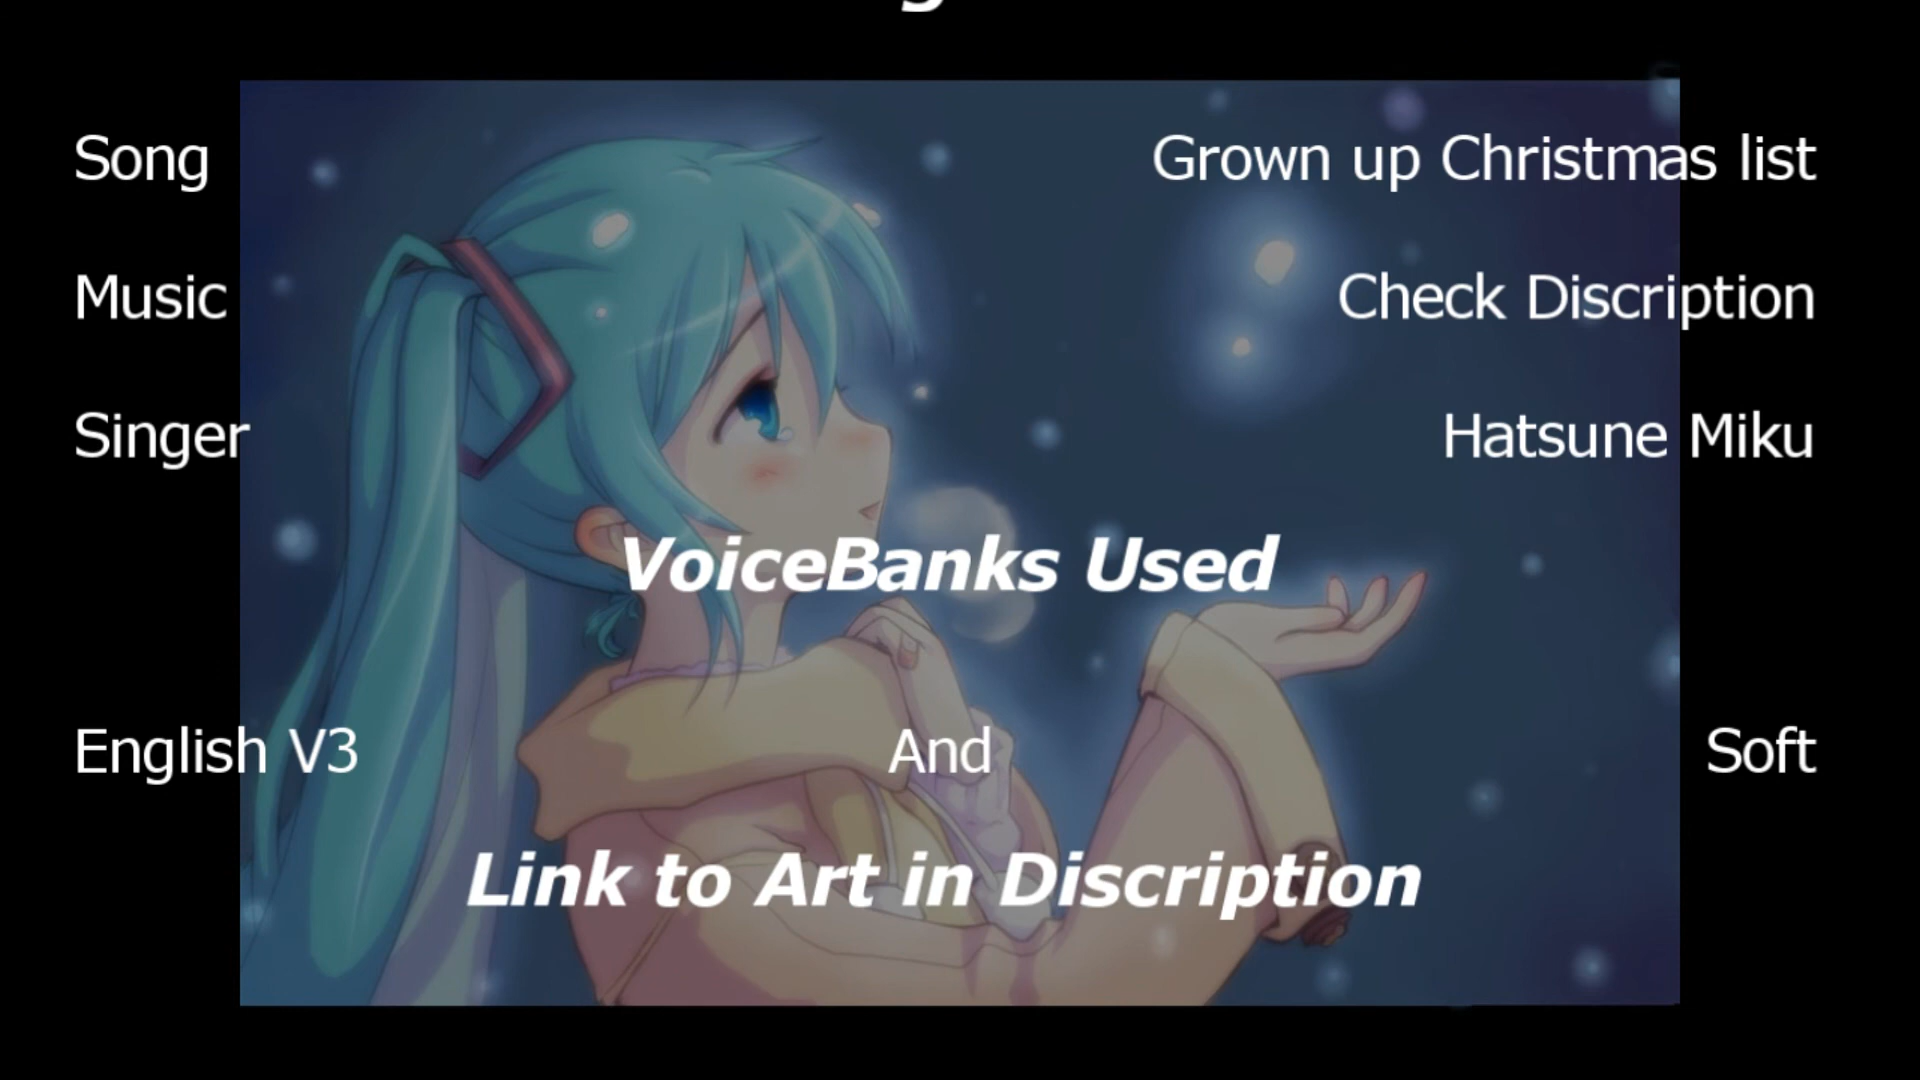 Song Grown up Christmas list
Music Check Discription
Singer Hatsune Miku
VoiceBanks Used
English V3 And Soft
Link to Art in Discription